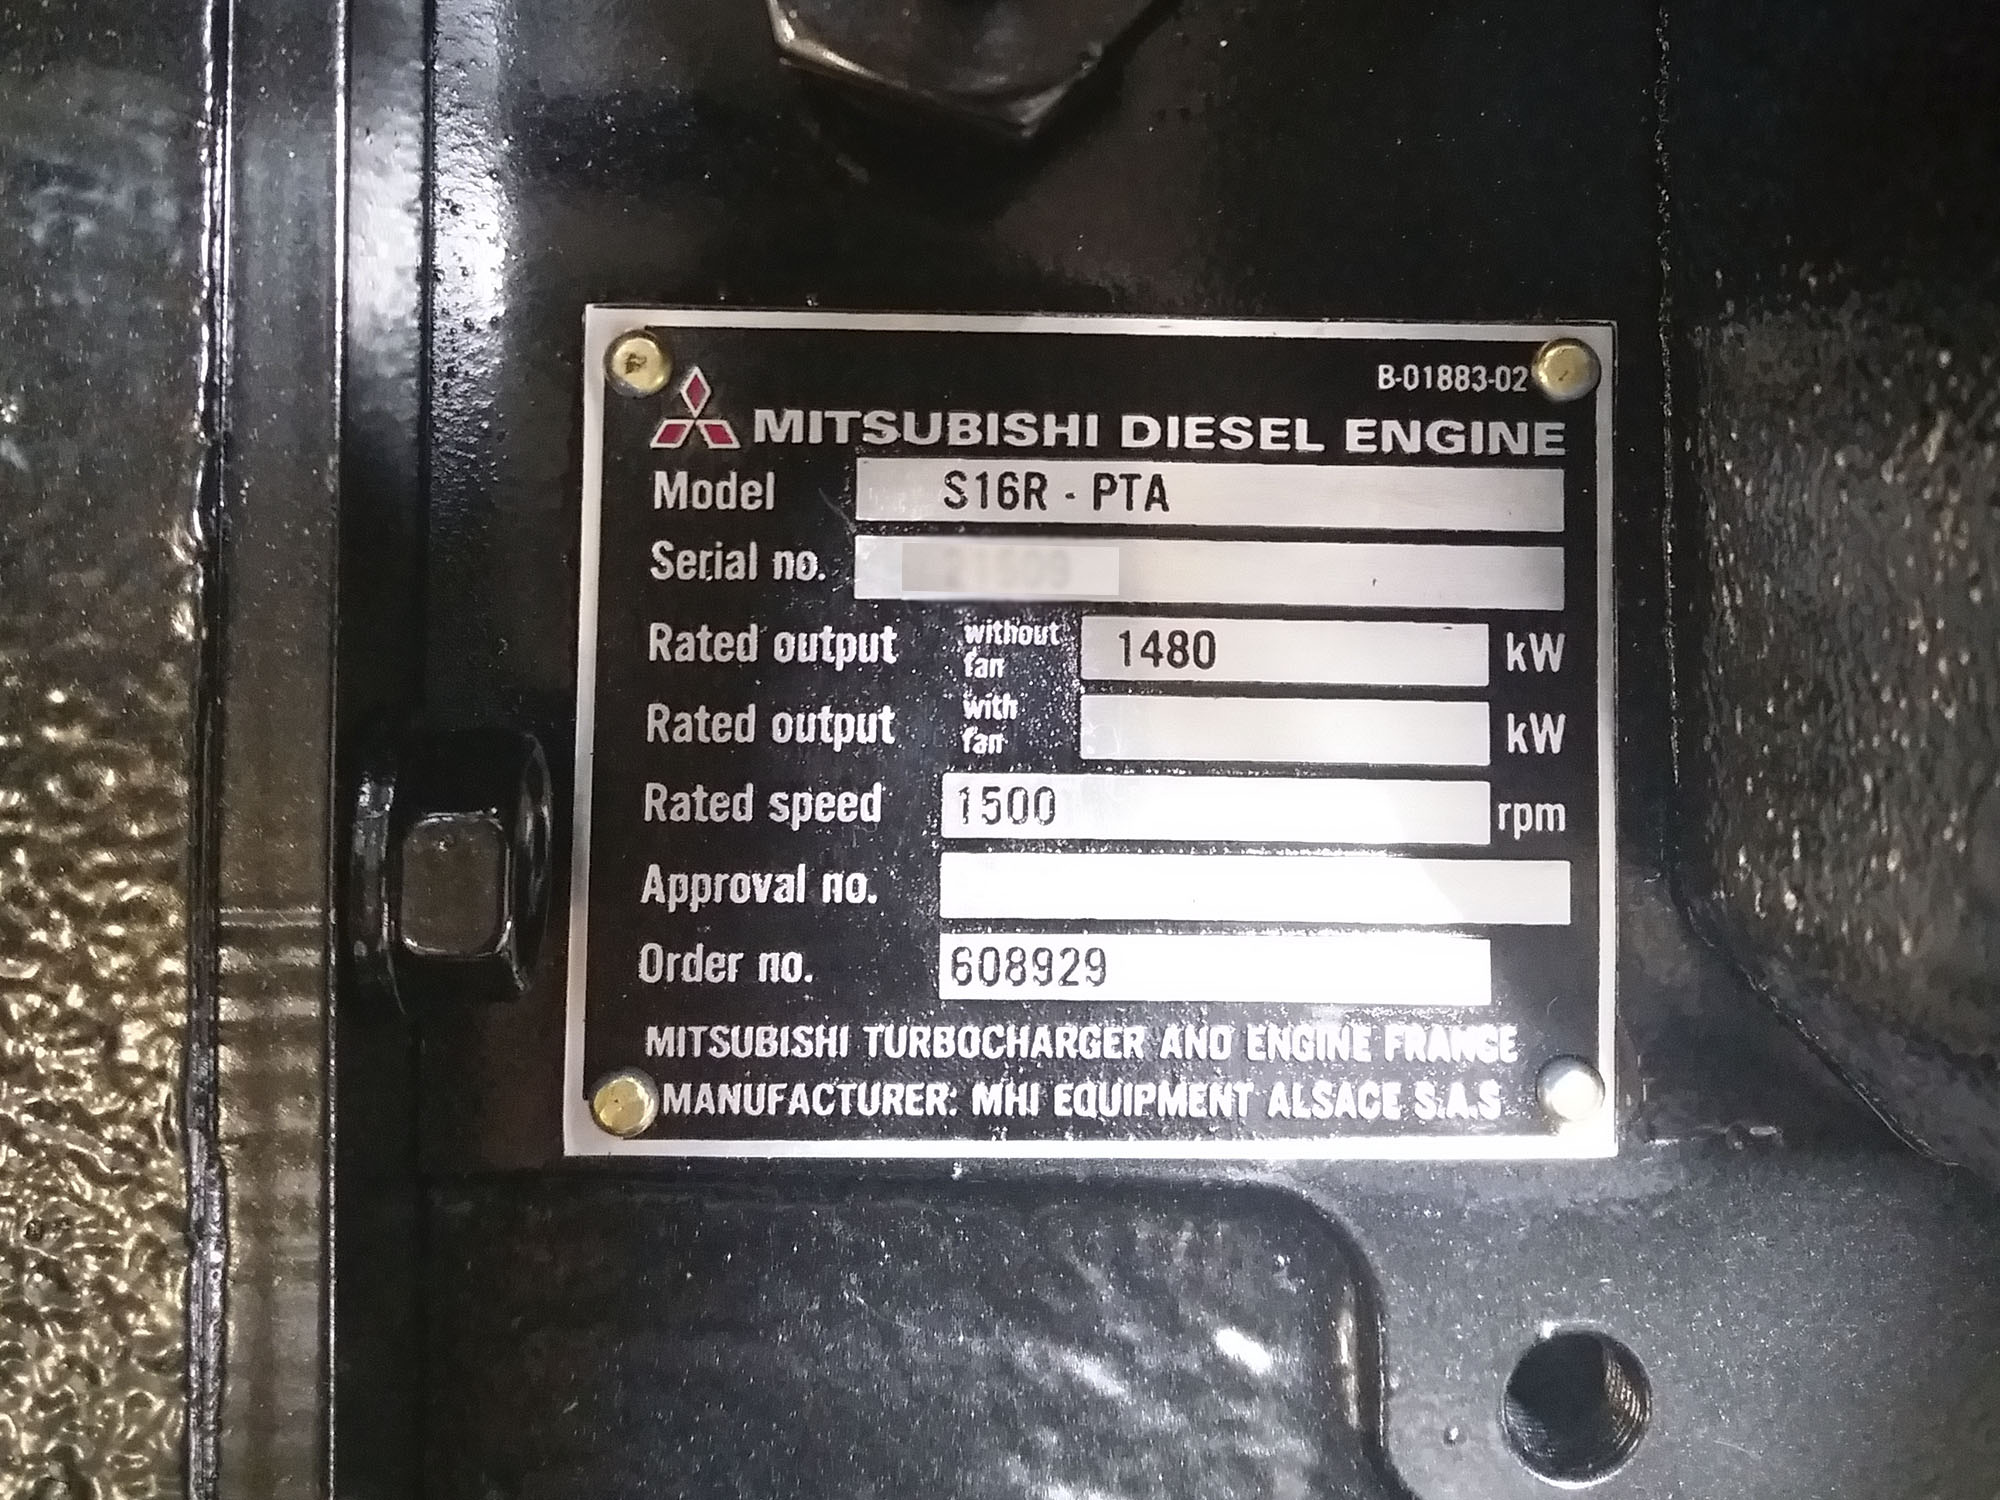 B-01883-02
MITSUBISHI DIESEL ENGINE
Model S16R - PTA
Serial no.
Rated output without fan 1480 kW
Rated output with fan kW
Rated speed 1500 rpm
Approval no.
Order no. 608929
MITSUBISHI TURBOCHARGER AND ENGINE FRANCE
MANUFACTURER: MHI EQUIPMENT ALSACE S.A.S